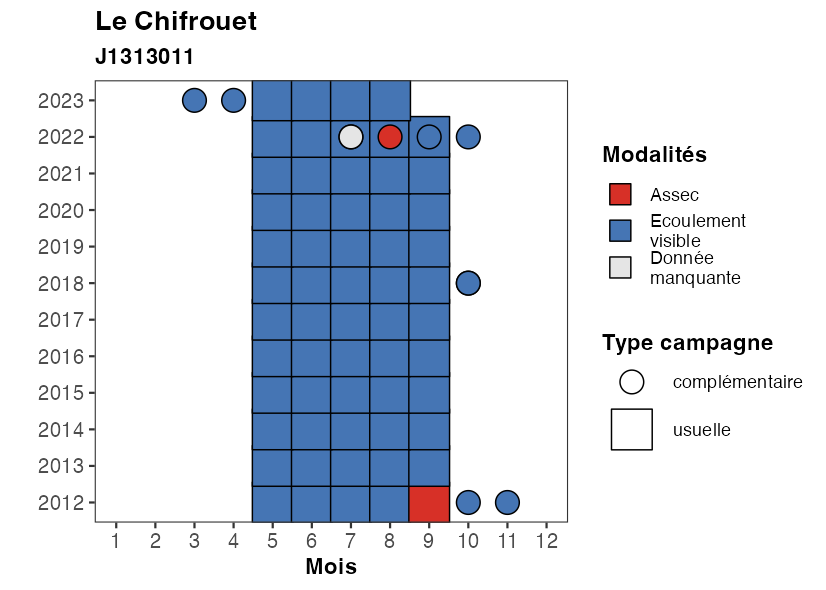 Le Chifrouet
J1313011
2023
2022
2021
2020
2019
2018
2017
2016
2015
2014
2013
2012
1 2 3 4 5 6 7 8 9 10 11 12
Mois
Modalités
Assec
Ecoulement
visible
Donnée
manquante
Type campagne
complémentaire
usuelle